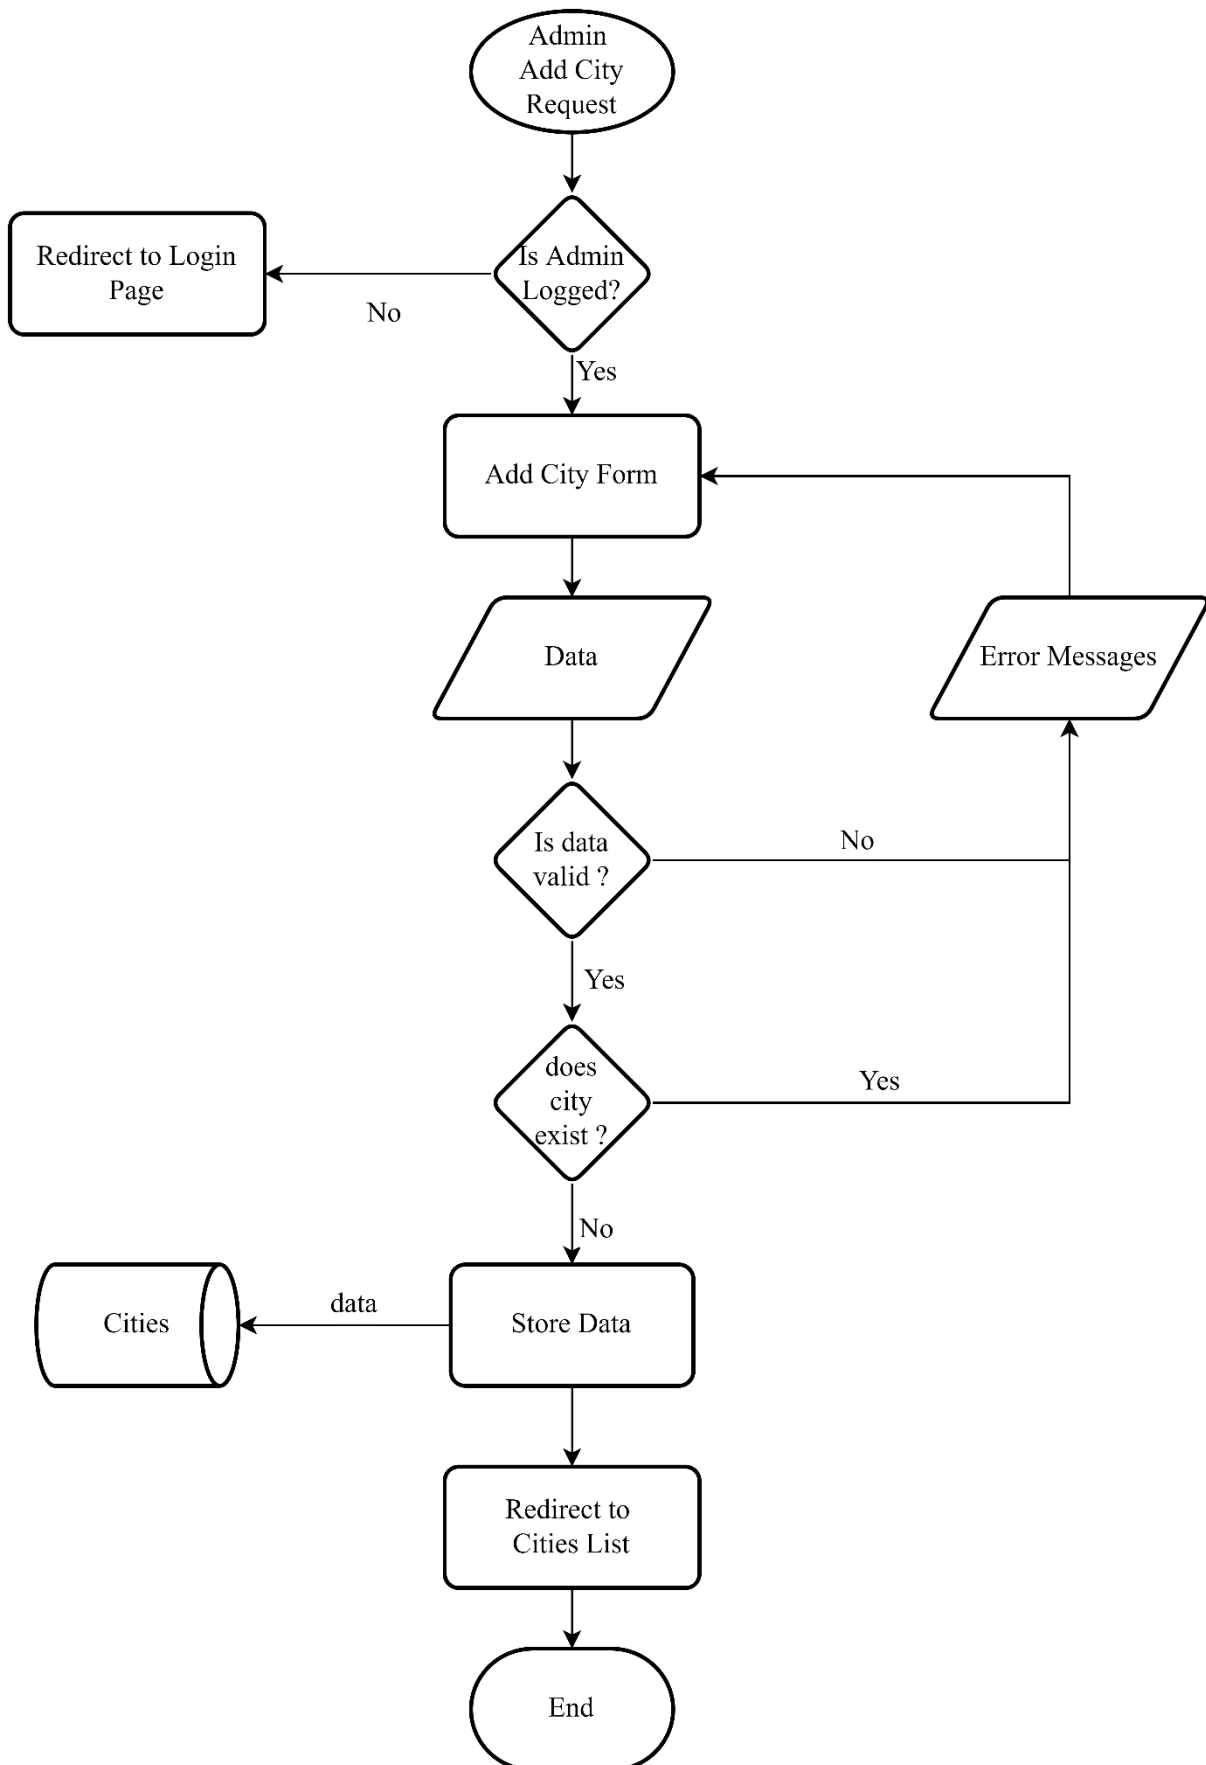 Admin
Add City
Request
Is Admin
Logged?
Redirect to Login
Page
No
Yes
Add City Form
Data
Error Messages
Is data
valid ?
No
Yes
does
city
exist ?
Yes
No
Cities
data
Store Data
Redirect to
Cities List
End